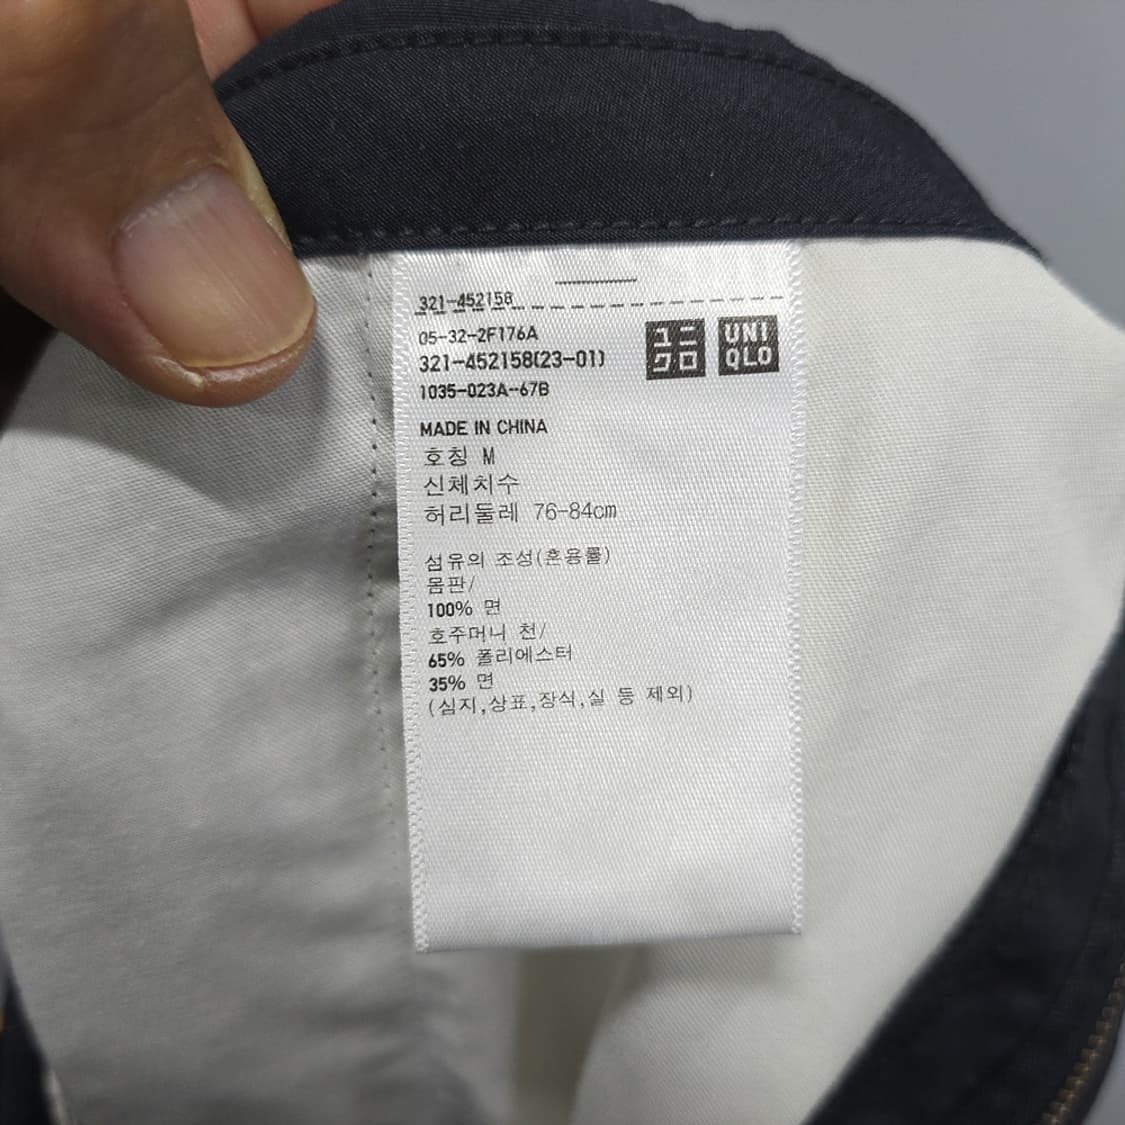 321-452158
05-32-2F176A
321-452158(23-01)
1035-023A-67B
ユニ
クロ
UNI
QLO
MADE IN CHINA
호칭 M
신체치수
허리둘레 76-84cm
섬유의 조성(혼용률)
몸판/
100% 면
호주머니 천/
65% 폴리에스터
35% 면
(심지,상표,장식,실 등 제외)